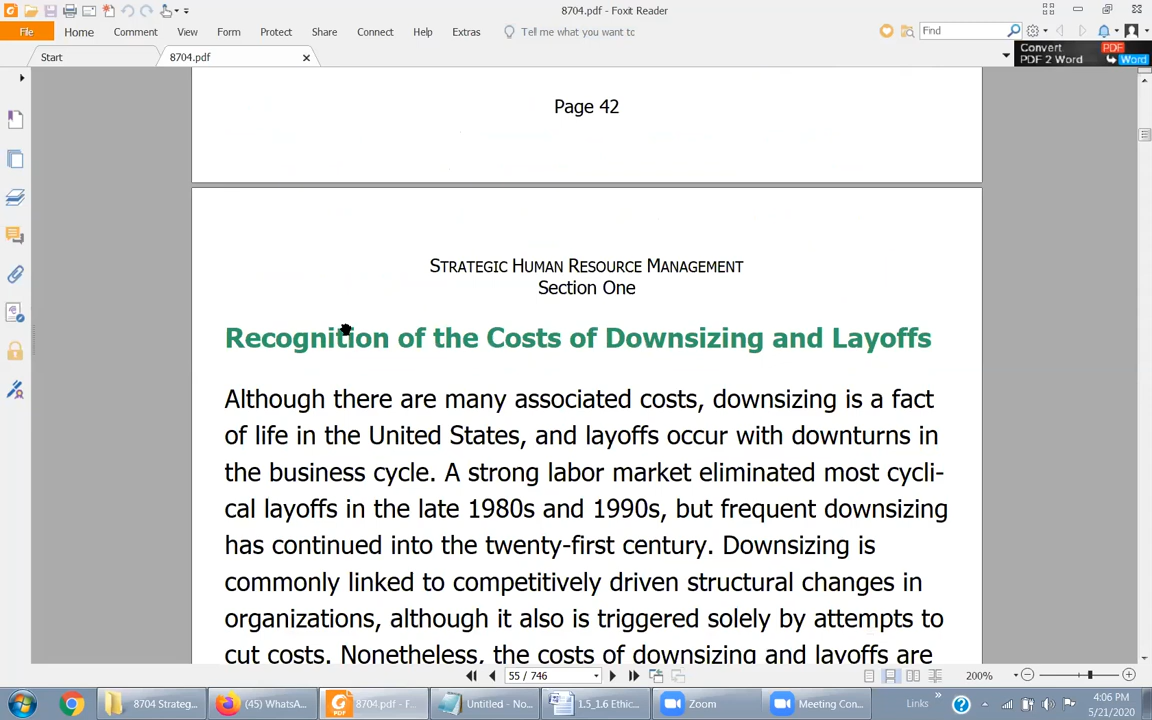 8704.pdf - Foxit Reader
File Home Comment View Form Protect Share Connect Help Extras Tell me what you want to Find
Start 8704.pdf
Convert PDF
PDF 2 Word Word
Page 42
STRATEGIC HUMAN RESOURCE MANAGEMENT
Section One
Recognition of the Costs of Downsizing and Layoffs
Although there are many associated costs, downsizing is a fact
of life in the United States, and layoffs occur with downturns in
the business cycle. A strong labor market eliminated most cycli-
cal layoffs in the late 1980s and 1990s, but frequent downsizing
has continued into the twenty-first century. Downsizing is
commonly linked to competitively driven structural changes in
organizations, although it also is triggered solely by attempts to
cut costs. Nonetheless, the costs of downsizing and layoffs are
55 / 746 200%
8704 Strateg... (45) WhatsA... 8704.pdf - F... Untitled - No... 1.5_1.6 Ethic... Zoom Meeting Con... Links 4:06 PM
5/21/2020